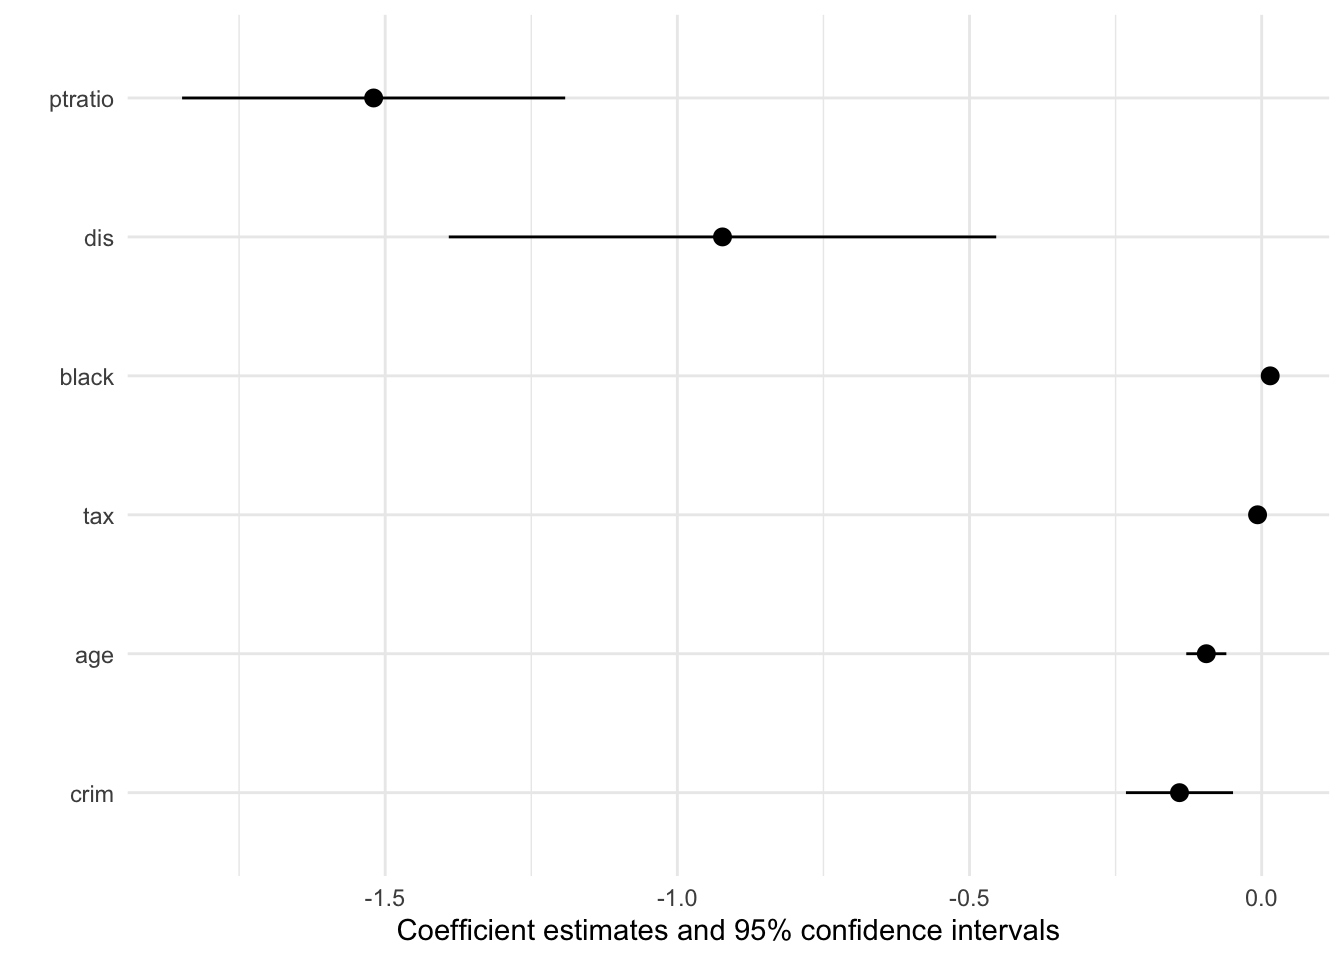 ptratio
dis
black
tax
age
crim
-1.5 -1.0 -0.5 0.0
Coefficient estimates and 95% confidence intervals